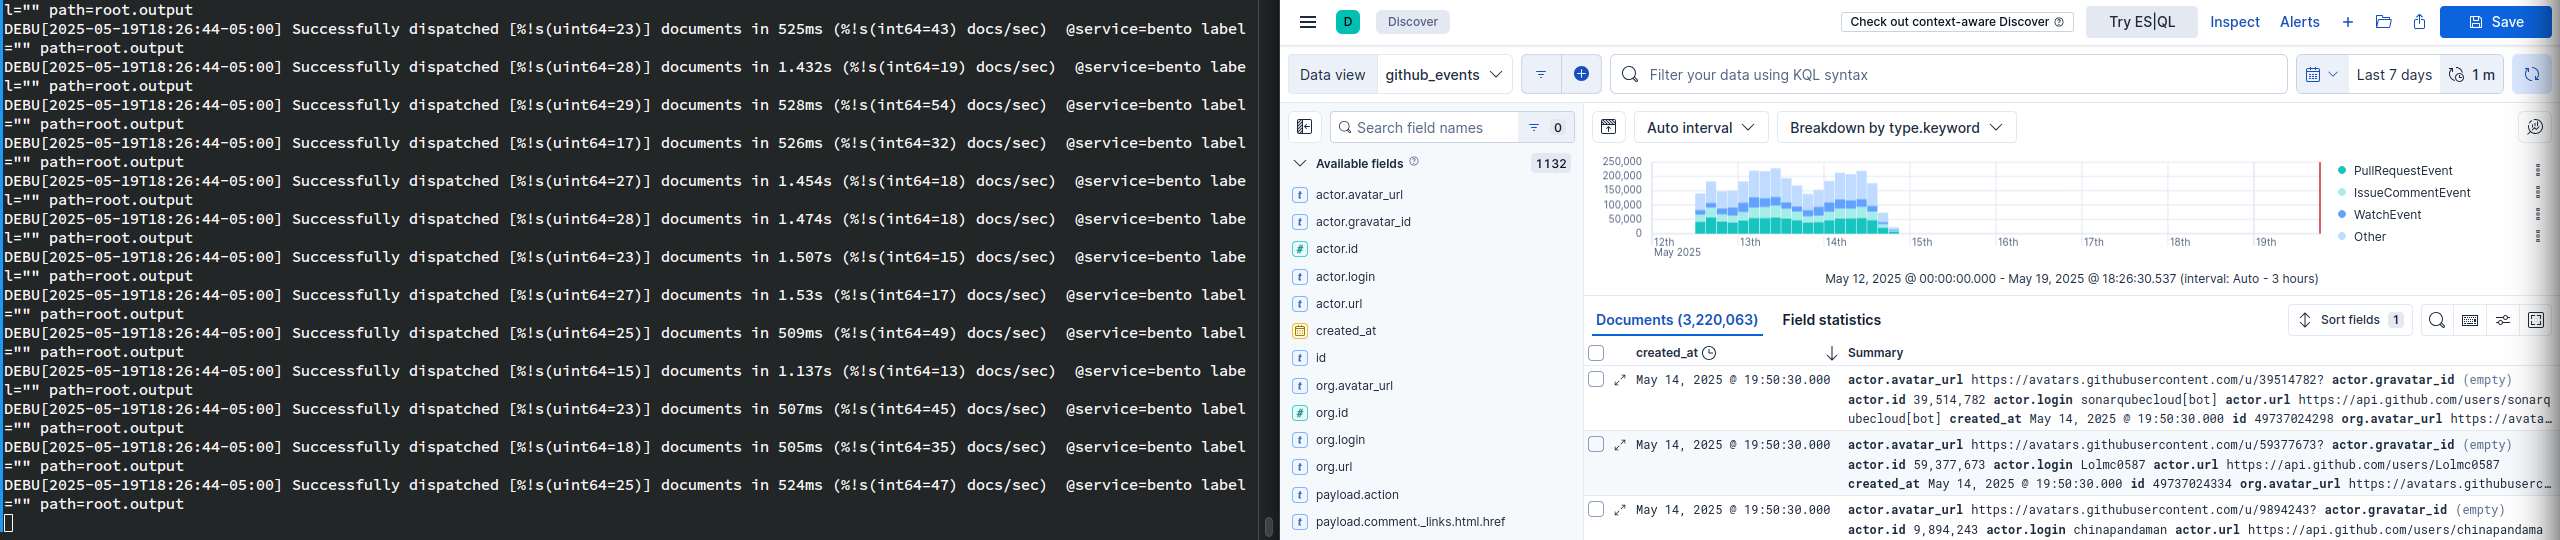 l="" path=root.output
DEBU[2025-05-19T18:26:44-05:00] Successfully dispatched [%!s(uint64=23)] documents in 525ms (%!s(int64=43) docs/sec)  @service=bento label
="" path=root.output
DEBU[2025-05-19T18:26:44-05:00] Successfully dispatched [%!s(uint64=28)] documents in 1.432s (%!s(int64=19) docs/sec)  @service=bento labe
l="" path=root.output
DEBU[2025-05-19T18:26:44-05:00] Successfully dispatched [%!s(uint64=29)] documents in 528ms (%!s(int64=54) docs/sec)  @service=bento label
="" path=root.output
DEBU[2025-05-19T18:26:44-05:00] Successfully dispatched [%!s(uint64=17)] documents in 526ms (%!s(int64=32) docs/sec)  @service=bento label
="" path=root.output
DEBU[2025-05-19T18:26:44-05:00] Successfully dispatched [%!s(uint64=27)] documents in 1.454s (%!s(int64=18) docs/sec)  @service=bento labe
l="" path=root.output
DEBU[2025-05-19T18:26:44-05:00] Successfully dispatched [%!s(uint64=28)] documents in 1.474s (%!s(int64=18) docs/sec)  @service=bento labe
l="" path=root.output
DEBU[2025-05-19T18:26:44-05:00] Successfully dispatched [%!s(uint64=23)] documents in 1.507s (%!s(int64=15) docs/sec)  @service=bento labe
l="" path=root.output
DEBU[2025-05-19T18:26:44-05:00] Successfully dispatched [%!s(uint64=27)] documents in 1.53s (%!s(int64=17) docs/sec)  @service=bento label
="" path=root.output
DEBU[2025-05-19T18:26:44-05:00] Successfully dispatched [%!s(uint64=25)] documents in 509ms (%!s(int64=49) docs/sec)  @service=bento label
="" path=root.output
DEBU[2025-05-19T18:26:44-05:00] Successfully dispatched [%!s(uint64=15)] documents in 1.137s (%!s(int64=13) docs/sec)  @service=bento labe
l="" path=root.output
DEBU[2025-05-19T18:26:44-05:00] Successfully dispatched [%!s(uint64=23)] documents in 507ms (%!s(int64=45) docs/sec)  @service=bento label
="" path=root.output
DEBU[2025-05-19T18:26:44-05:00] Successfully dispatched [%!s(uint64=18)] documents in 505ms (%!s(int64=35) docs/sec)  @service=bento label
="" path=root.output
DEBU[2025-05-19T18:26:44-05:00] Successfully dispatched [%!s(uint64=25)] documents in 524ms (%!s(int64=47) docs/sec)  @service=bento label
="" path=root.output
D Discover Check out context-aware Discover Try ES|QL Inspect Alerts Save
Data view github_events Filter your data using KQL syntax Last 7 days 1 m
Search field names 0
Available fields 1132
actor.avatar_url
actor.gravatar_id
actor.id
actor.login
actor.url
created_at
id
org.avatar_url
org.id
org.login
org.url
payload.action
payload.comment._links.html.href
Auto interval Breakdown by type.keyword
250,000
200,000
150,000
100,000
50,000
0
12th 13th 14th 15th 16th 17th 18th 19th
May 2025
PullRequestEvent
IssueCommentEvent
WatchEvent
Other
May 12, 2025 @ 00:00:00.000 - May 19, 2025 @ 18:26:30.537 (interval: Auto - 3 hours)
Documents (3,220,063) Field statistics Sort fields 1
created_at Summary
May 14, 2025 @ 19:50:30.000 actor.avatar_url https://avatars.githubusercontent.com/u/39514782? actor.gravatar_id (empty)
actor.id 39,514,782 actor.login sonarqubecloud[bot] actor.url https://api.github.com/users/sonarq
ubecloud[bot] created_at May 14, 2025 @ 19:50:30.000 id 49737024298 org.avatar_url https://avata…
May 14, 2025 @ 19:50:30.000 actor.avatar_url https://avatars.githubusercontent.com/u/59377673? actor.gravatar_id (empty)
actor.id 59,377,673 actor.login Lolmc0587 actor.url https://api.github.com/users/Lolmc0587
created_at May 14, 2025 @ 19:50:30.000 id 49737024334 org.avatar_url https://avatars.githubuserc…
May 14, 2025 @ 19:50:30.000 actor.avatar_url https://avatars.githubusercontent.com/u/9894243? actor.gravatar_id (empty)
actor.id 9,894,243 actor.login chinapandaman actor.url https://api.github.com/users/chinapandama